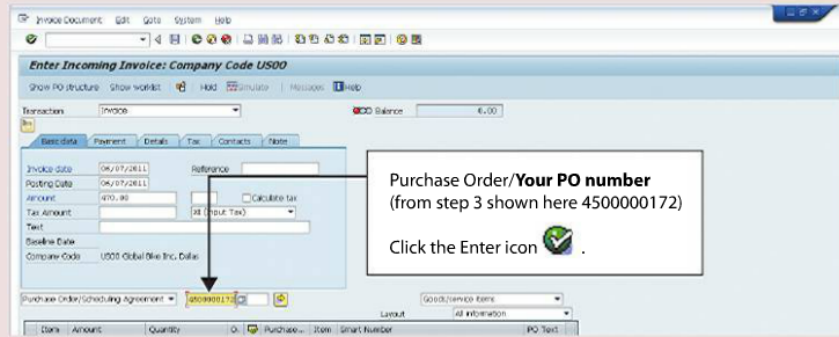 Invoice Document Edit Goto System Help
Enter Incoming Invoice: Company Code US00
Show PO structure Show worklist Hold Simulate Messages Help
Transaction Invoice Balance 0.00
Basic data Payment Details Tax Contacts Note
Invoice date 06/07/2011 Reference
Posting Date 06/07/2011
Amount 470.00 Calculate tax
Tax Amount XI (Input Tax)
Text
Baseline Date
Company Code US00 Global Bike Inc. Dallas
Purchase Order/Your PO number
(from step 3 shown here 4500000172)
Click the Enter icon .
Purchase Order/Scheduling Agreement 4500000172 Goods/service items
Layout All information
Item Amount Quantity O. Purchase... Item Smart Number PO Text